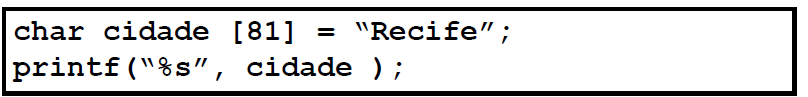 char cidade [81] = “Recife”;
printf(“%s”, cidade );